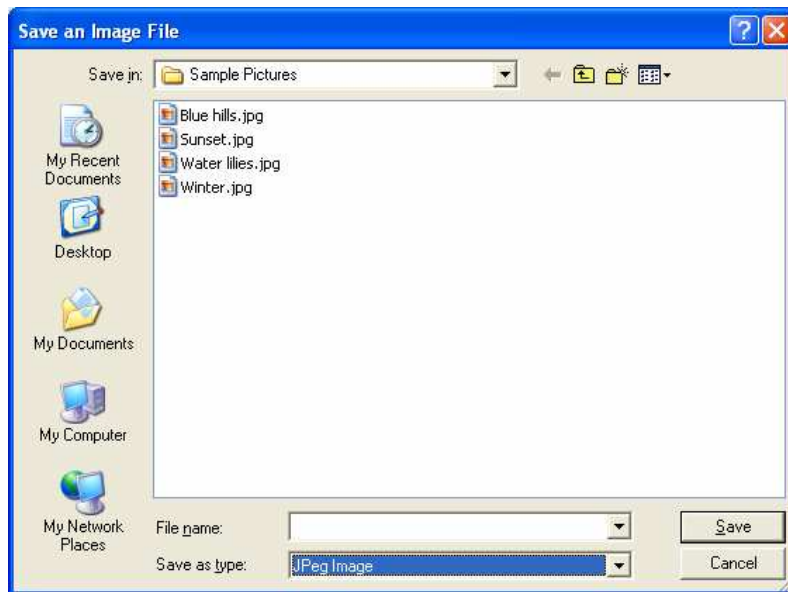 Save an Image File
Save in: Sample Pictures
Blue hills.jpg
Sunset.jpg
Water lilies.jpg
Winter.jpg
My Recent
Documents
Desktop
My Documents
My Computer
My Network
Places
File name:
Save
Save as type: JPeg Image
Cancel